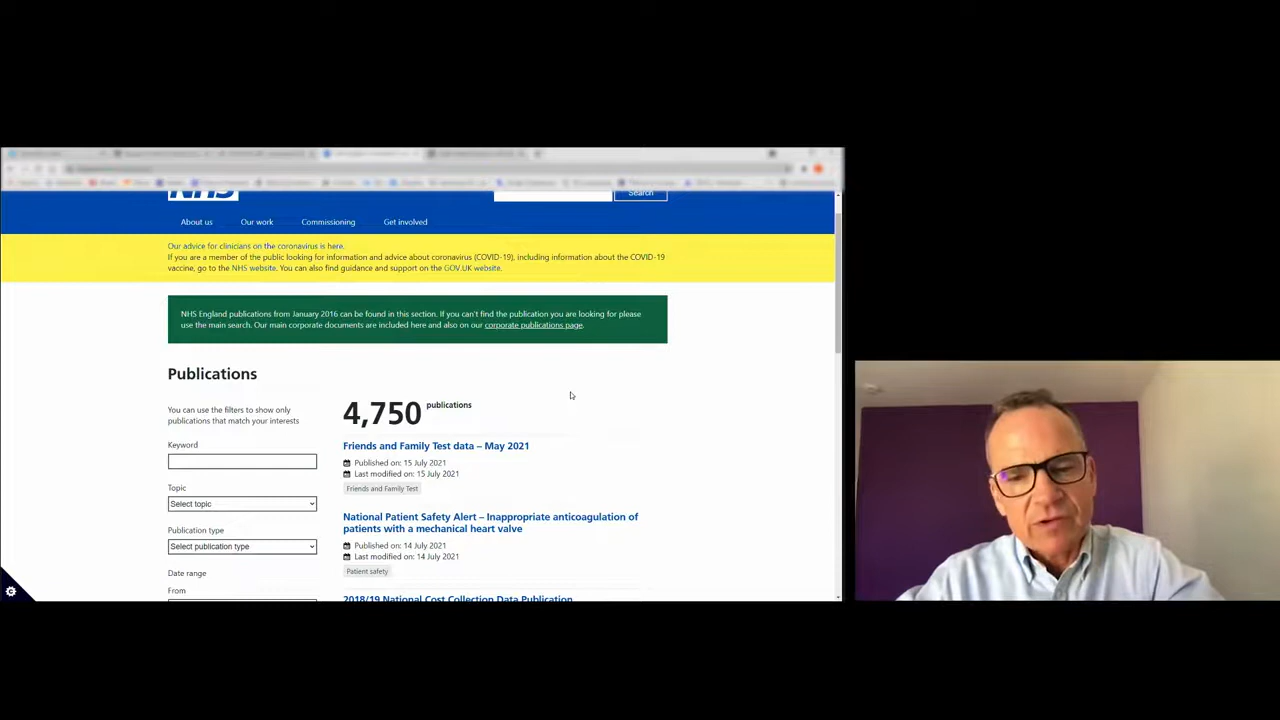 NHS
Search
About us
Our work
Commissioning
Get involved
Our advice for clinicians on the coronavirus is here.
If you are a member of the public looking for information and advice about coronavirus (COVID-19), including information about the COVID-19
vaccine, go to the NHS website. You can also find guidance and support on the GOV.UK website.
NHS England publications from January 2016 can be found in this section. If you can't find the publication you are looking for please
use the main search. Our main corporate documents are included here and also on our corporate publications page.
Publications
You can use the filters to show only
publications that match your interests
Keyword
Topic
Select topic
Publication type
Select publication type
Date range
From
4,750 publications
Friends and Family Test data – May 2021
Published on: 15 July 2021
Last modified on: 15 July 2021
Friends and Family Test
National Patient Safety Alert – Inappropriate anticoagulation of
patients with a mechanical heart valve
Published on: 14 July 2021
Last modified on: 14 July 2021
Patient safety
2018/19 National Cost Collection Data Publication